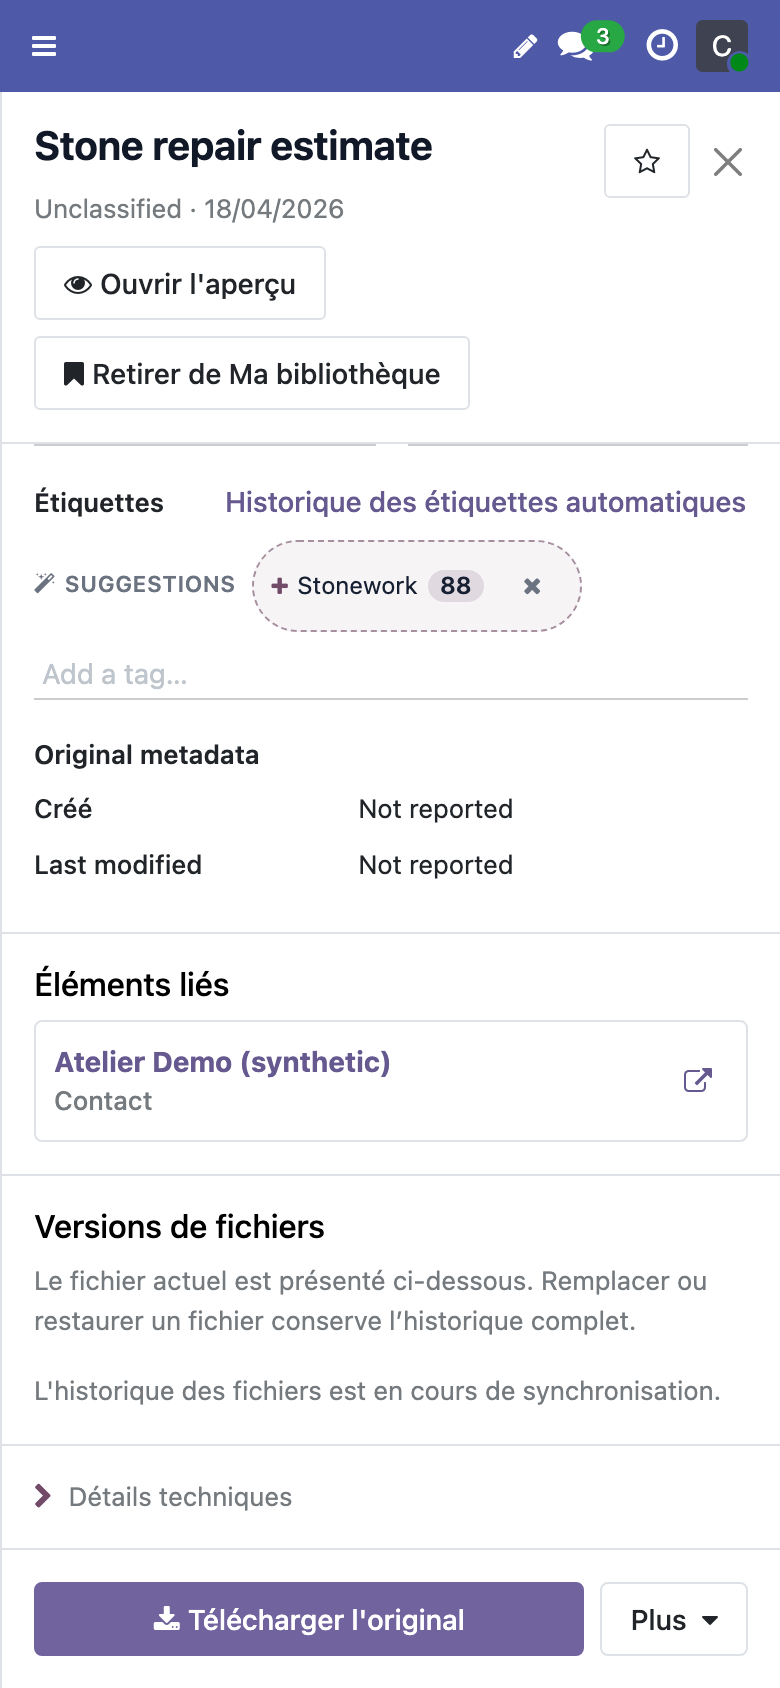 3
C
Stone repair estimate
Unclassified · 18/04/2026
Ouvrir l'aperçu
Retirer de Ma bibliothèque
Étiquettes Historique des étiquettes automatiques
SUGGESTIONS + Stonework 88 ×
Add a tag...
Original metadata
Créé Not reported
Last modified Not reported
Éléments liés
Atelier Demo (synthetic)
Contact
Versions de fichiers
Le fichier actuel est présenté ci-dessous. Remplacer ou
restaurer un fichier conserve l’historique complet.
L'historique des fichiers est en cours de synchronisation.
Détails techniques
Télécharger l'original Plus